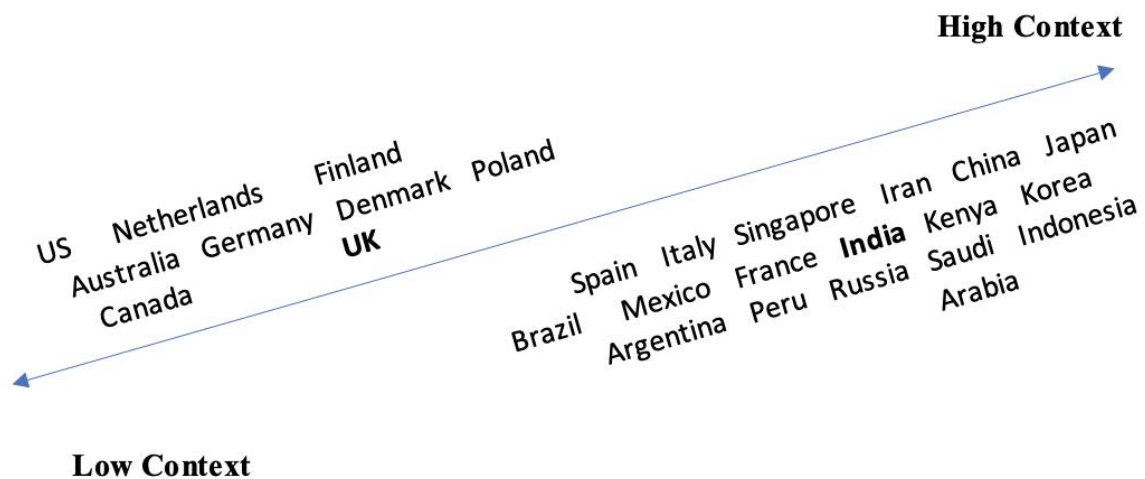 High Context
US Netherlands Finland
Australia Germany Denmark Poland
Canada UK
Spain Italy Singapore Iran China Japan
Brazil Mexico France India Kenya Korea
Argentina Peru Russia Saudi Indonesia
Arabia
Low Context